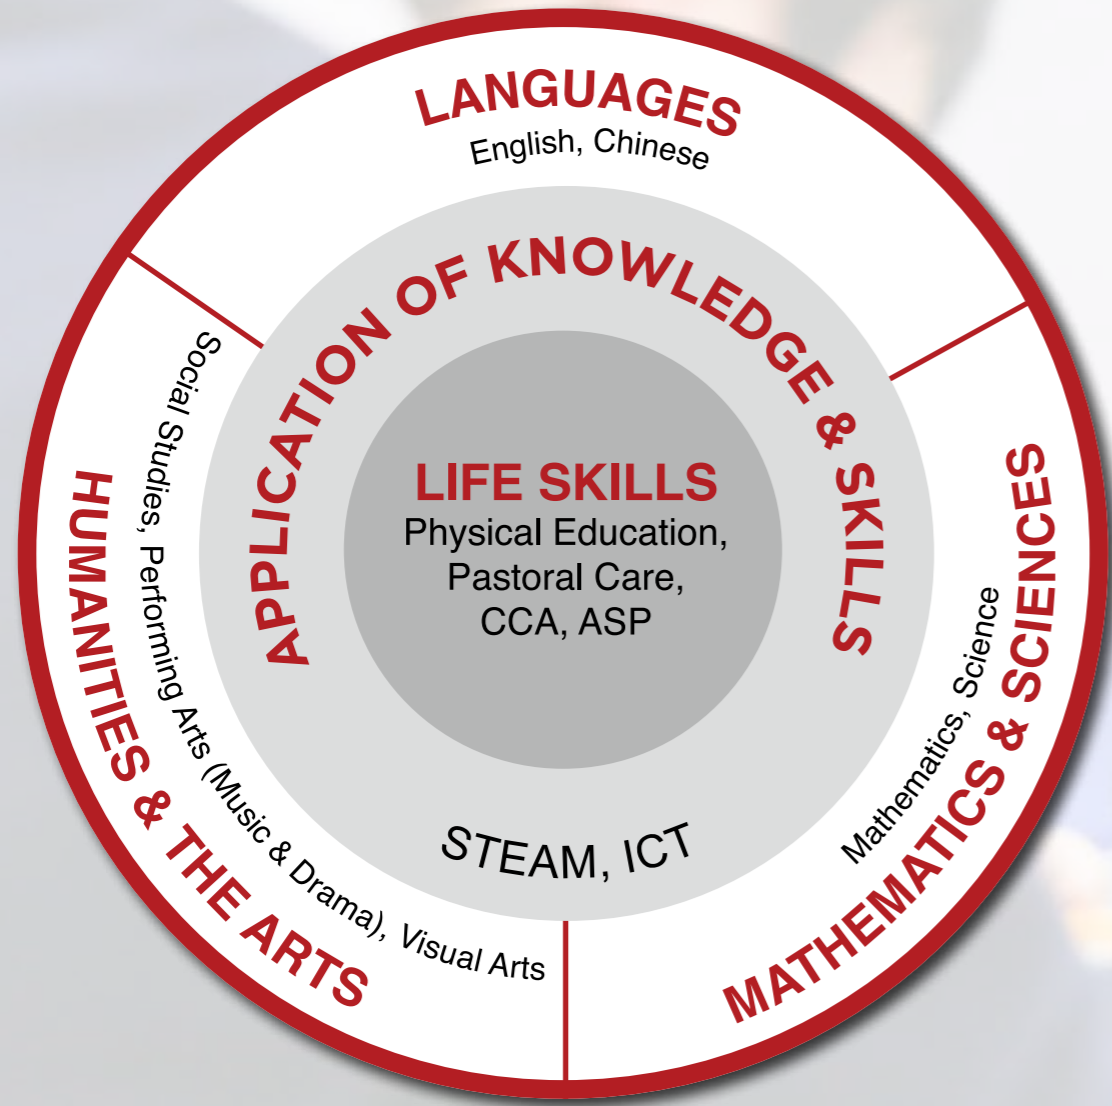 LANGUAGES
English, Chinese
APPLICATION OF KNOWLEDGE & SKILLS
STEAM, ICT
LIFE SKILLS
Physical Education,
Pastoral Care,
CCA, ASP
HUMANITIES & THE ARTS
Social Studies, Performing Arts (Music & Drama), Visual Arts
MATHEMATICS & SCIENCES
Mathematics, Science